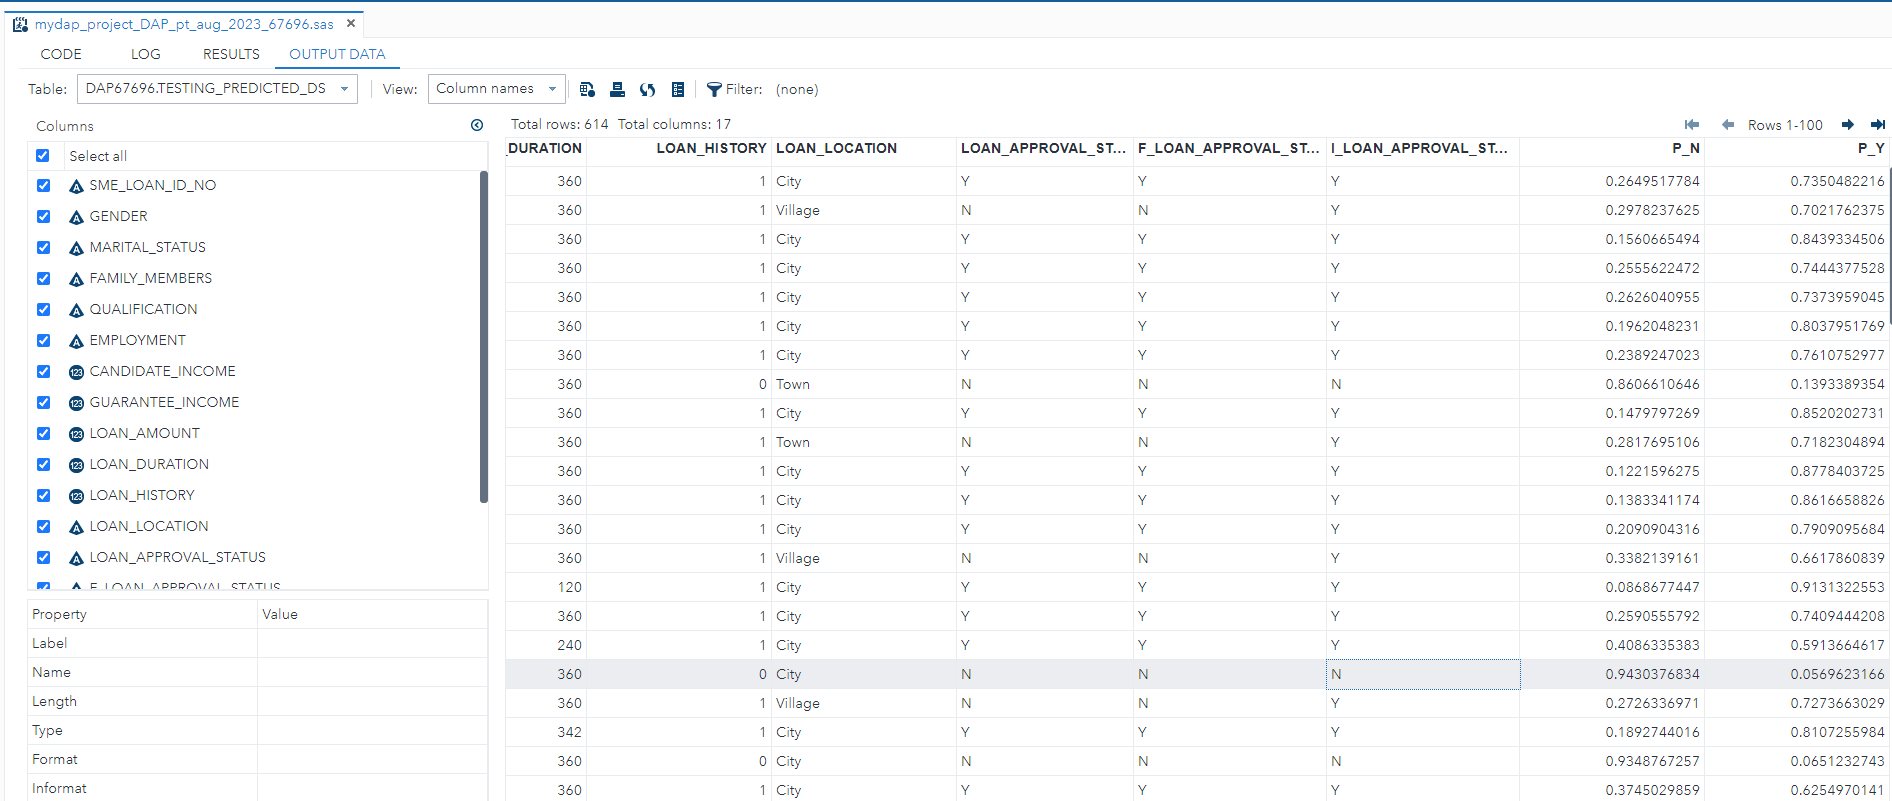 mydap_project_DAP_pt_aug_2023_67696.sas ×
CODE LOG RESULTS OUTPUT DATA
Table: DAP67696.TESTING_PREDICTED_DS View: Column names Filter: (none)
Columns
Select all
SME_LOAN_ID_NO
GENDER
MARITAL_STATUS
FAMILY_MEMBERS
QUALIFICATION
EMPLOYMENT
CANDIDATE_INCOME
GUARANTEE_INCOME
LOAN_AMOUNT
LOAN_DURATION
LOAN_HISTORY
LOAN_LOCATION
LOAN_APPROVAL_STATUS
F_LOAN_APPROVAL_STATUS
Property Value
Label
Name
Length
Type
Format
Informat
Total rows: 614 Total columns: 17 Rows 1-100
_DURATION LOAN_HISTORY LOAN_LOCATION LOAN_APPROVAL_ST... F_LOAN_APPROVAL_ST... I_LOAN_APPROVAL_ST... P_N P_Y
360 1 City Y Y Y 0.2649517784 0.7350482216
360 1 Village N N Y 0.2978237625 0.7021762375
360 1 City Y Y Y 0.1560665494 0.8439334506
360 1 City Y Y Y 0.2555622472 0.7444377528
360 1 City Y Y Y 0.2626040955 0.7373959045
360 1 City Y Y Y 0.1962048231 0.8037951769
360 1 City Y Y Y 0.2389247023 0.7610752977
360 0 Town N N N 0.8606610646 0.1393389354
360 1 City Y Y Y 0.1479797269 0.8520202731
360 1 Town N N Y 0.2817695106 0.7182304894
360 1 City Y Y Y 0.1221596275 0.8778403725
360 1 City Y Y Y 0.1383341174 0.8616658826
360 1 City Y Y Y 0.2090904316 0.7909095684
360 1 Village N N Y 0.3382139161 0.6617860839
120 1 City Y Y Y 0.0868677447 0.9131322553
360 1 City Y Y Y 0.2590555792 0.7409444208
240 1 City Y Y Y 0.4086335383 0.5913664617
360 0 City N N N 0.9430376834 0.0569623166
360 1 Village N N Y 0.2726336971 0.7273663029
342 1 City Y Y Y 0.1892744016 0.8107255984
360 0 City N N N 0.9348767257 0.0651232743
360 1 City Y Y Y 0.3745029859 0.6254970141